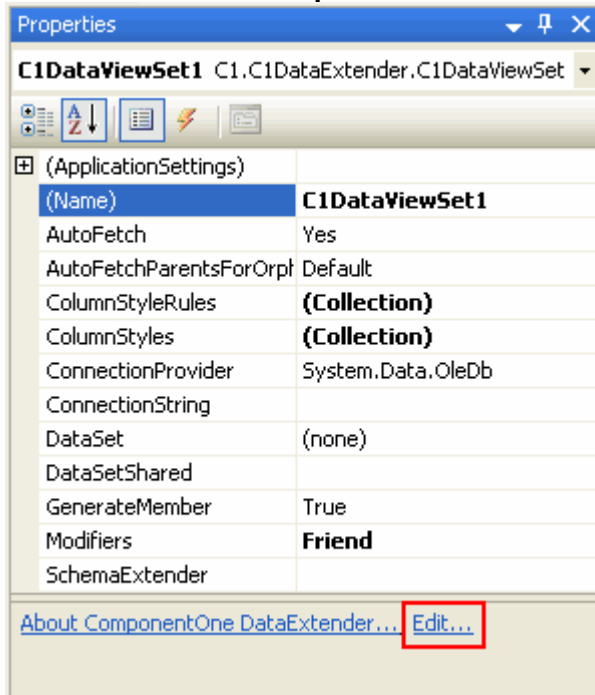 Properties
C1DataViewSet1 C1.C1DataExtender.C1DataViewSet
(ApplicationSettings)
(Name) C1DataViewSet1
AutoFetch Yes
AutoFetchParentsForOrph Default
ColumnStyleRules (Collection)
ColumnStyles (Collection)
ConnectionProvider System.Data.OleDb
ConnectionString
DataSet (none)
DataSetShared
GenerateMember True
Modifiers Friend
SchemaExtender
About ComponentOne DataExtender... Edit...